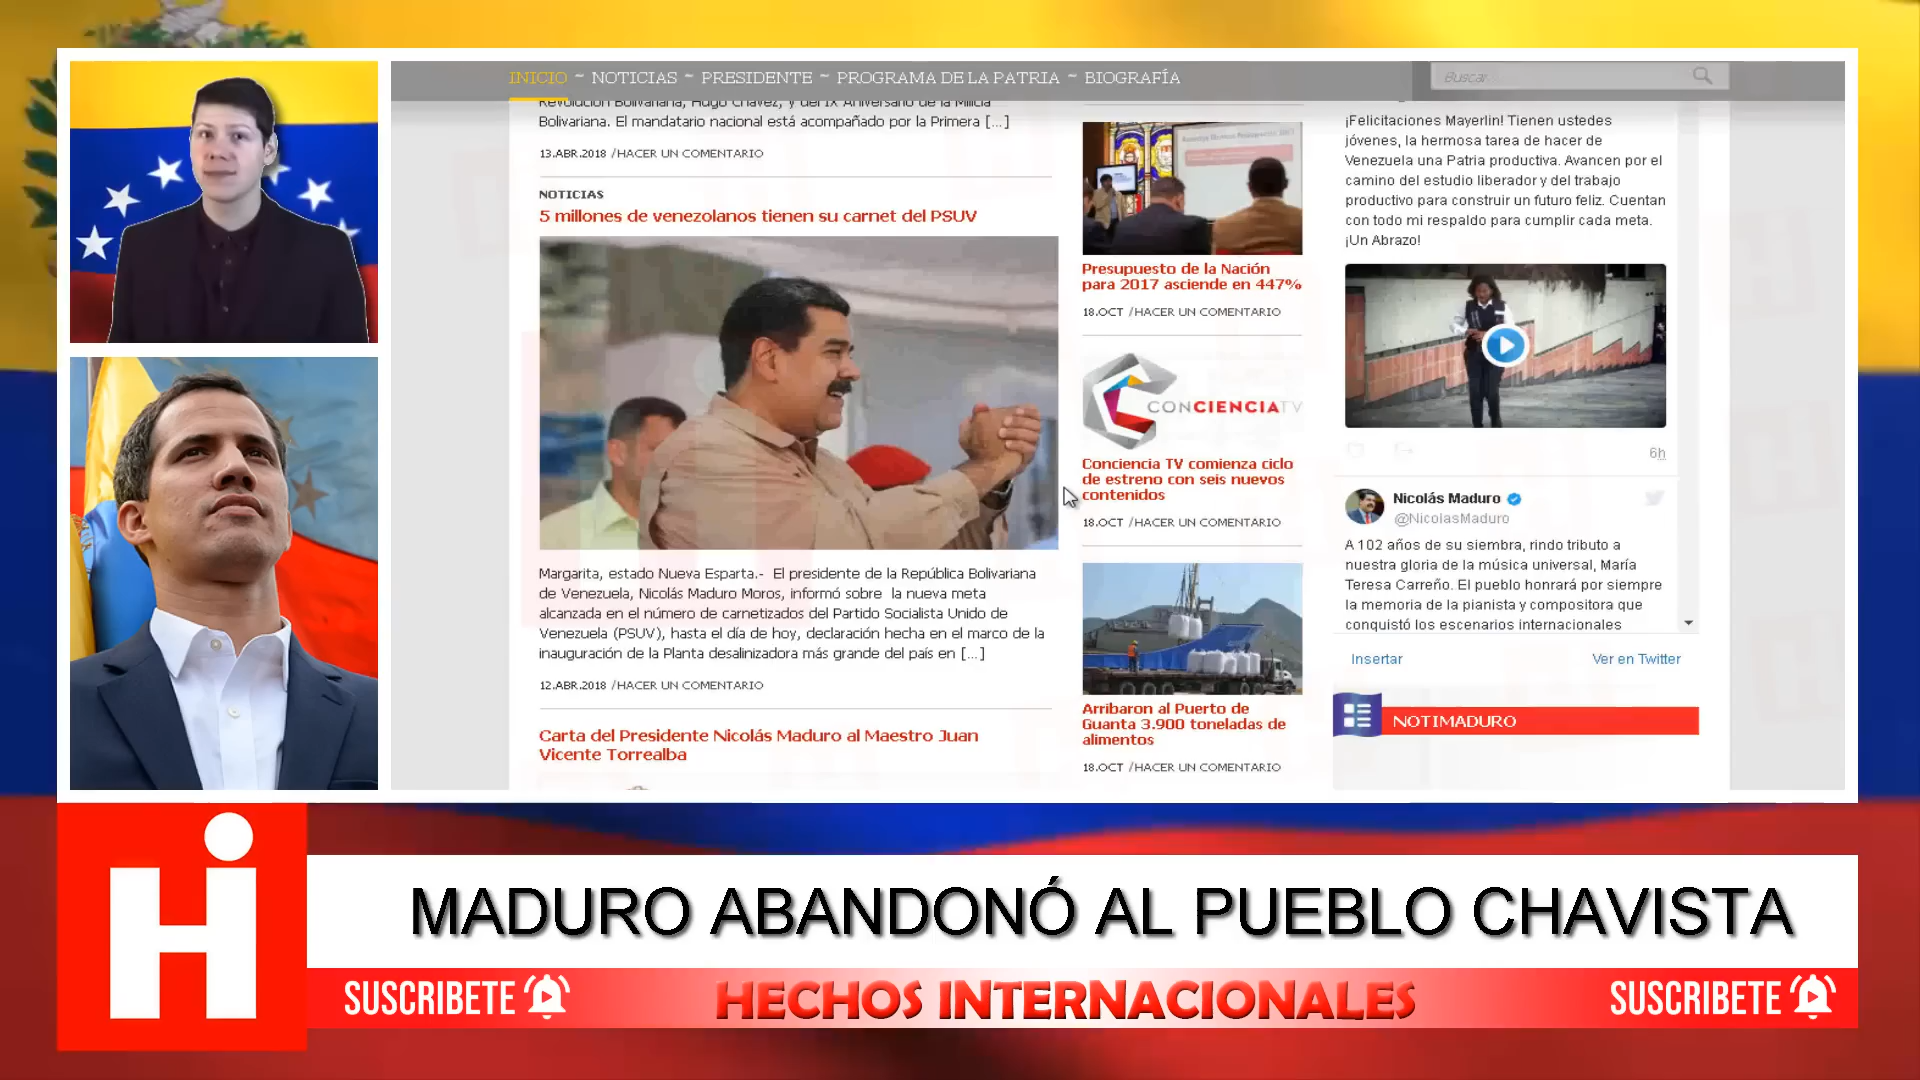 INICIO ~ NOTICIAS ~ PRESIDENTE ~ PROGRAMA DE LA PATRIA ~ BIOGRAFÍA
Buscar...
Revolución Bolivariana, Hugo Chávez, y del IX Aniversario de la Milicia
Bolivariana. El mandatario nacional está acompañado por la Primera [...]
13.ABR.2018 /HACER UN COMENTARIO
NOTICIAS
5 millones de venezolanos tienen su carnet del PSUV
Margarita, estado Nueva Esparta.- El presidente de la República Bolivariana
de Venezuela, Nicolás Maduro Moros, informó sobre la nueva meta
alcanzada en el número de carnetizados del Partido Socialista Unido de
Venezuela (PSUV), hasta el día de hoy, declaración hecha en el marco de la
inauguración de la Planta desalinizadora más grande del país en [...]
12.ABR.2018 /HACER UN COMENTARIO
Carta del Presidente Nicolás Maduro al Maestro Juan
Vicente Torrealba
Presupuesto de la Nación
para 2017 asciende en 447%
18.OCT /HACER UN COMENTARIO
CONCIENCIATV
Conciencia TV comienza ciclo
de estreno con seis nuevos
contenidos
18.OCT /HACER UN COMENTARIO
Arribaron al Puerto de
Guanta 3.900 toneladas de
alimentos
18.OCT /HACER UN COMENTARIO
¡Felicitaciones Mayerlin! Tienen ustedes
jóvenes, la hermosa tarea de hacer de
Venezuela una Patria productiva. Avancen por el
camino del estudio liberador y del trabajo
productivo para construir un futuro feliz. Cuentan
con todo mi respaldo para cumplir cada meta.
¡Un Abrazo!
6h
Nicolás Maduro
@NicolasMaduro
A 102 años de su siembra, rindo tributo a
nuestra gloria de la música universal, María
Teresa Carreño. El pueblo honrará por siempre
la memoria de la pianista y compositora que
conquistó los escenarios internacionales
Insertar
Ver en Twitter
NOTIMADURO
Hi
MADURO ABANDONÓ AL PUEBLO CHAVISTA
SUSCRIBETE
HECHOS INTERNACIONALES
SUSCRIBETE